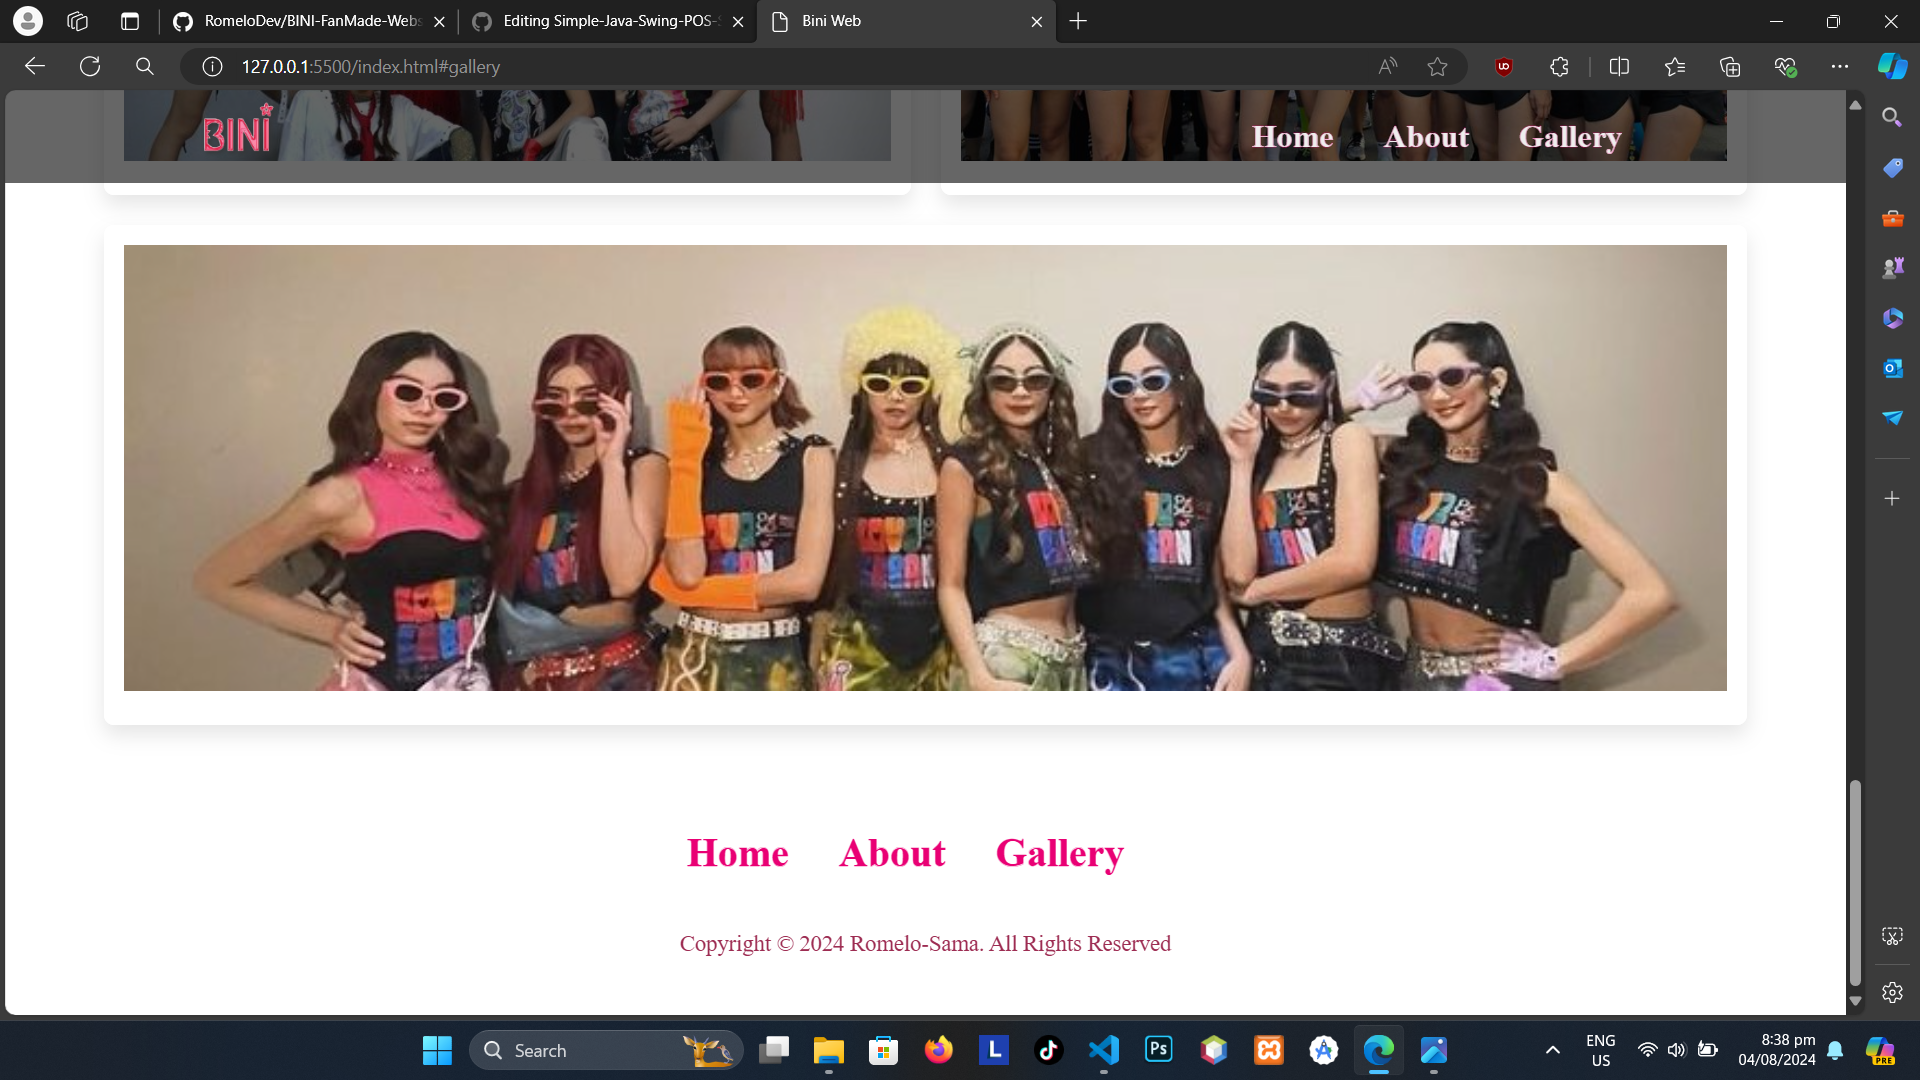 RomeloDev/BINI-FanMade-Webs
Editing Simple-Java-Swing-POS-S
Bini Web
127.0.0.1:5500/index.html#gallery
BINI
Home About Gallery
Home About Gallery
Copyright © 2024 Romelo-Sama. All Rights Reserved
Search
L
Ps
ENG
US
8:38 pm
04/08/2024
PRE